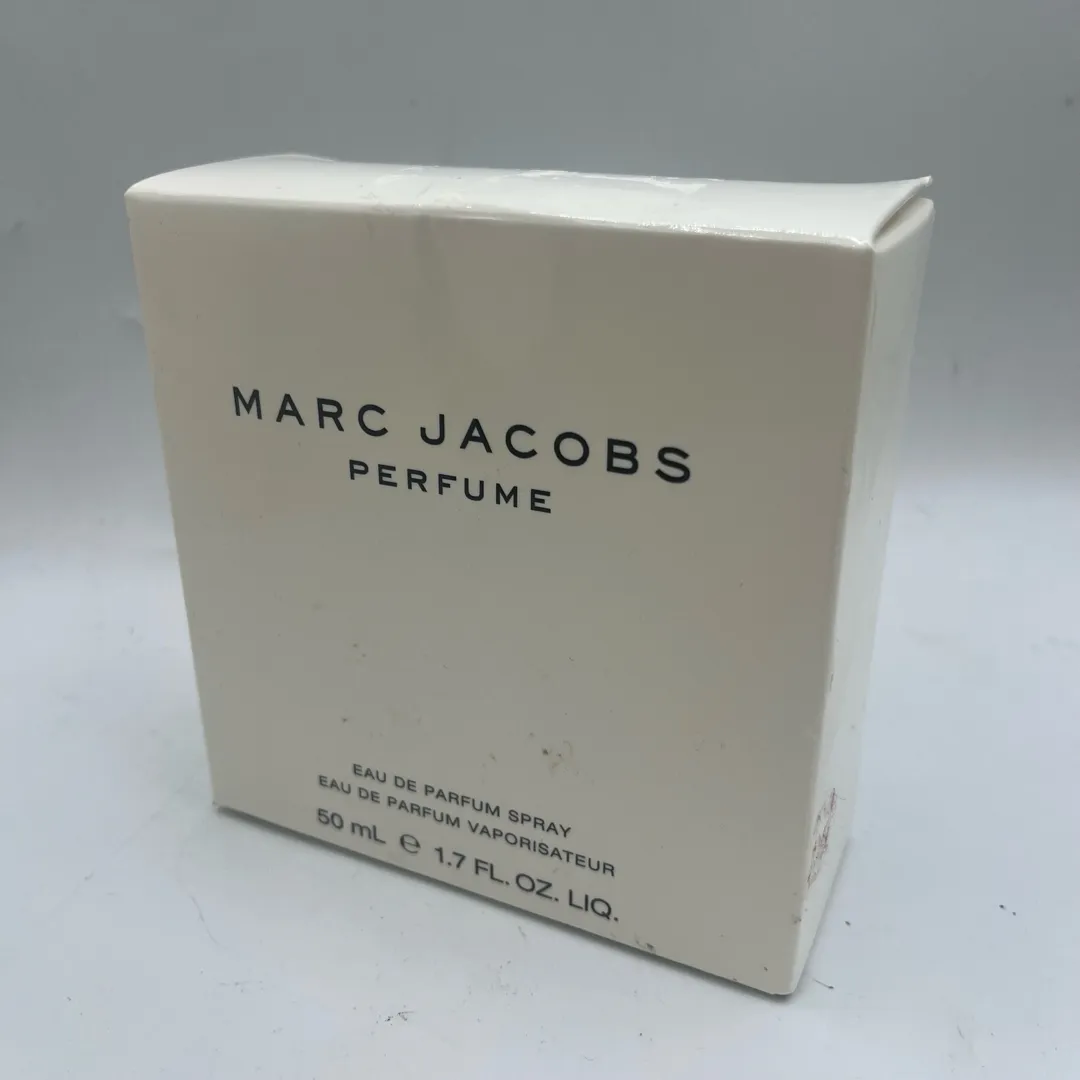 MARC JACOBS
PERFUME
EAU DE PARFUM SPRAY
EAU DE PARFUM VAPORISATEUR
50 mL ℮ 1.7 FL. OZ. LIQ.